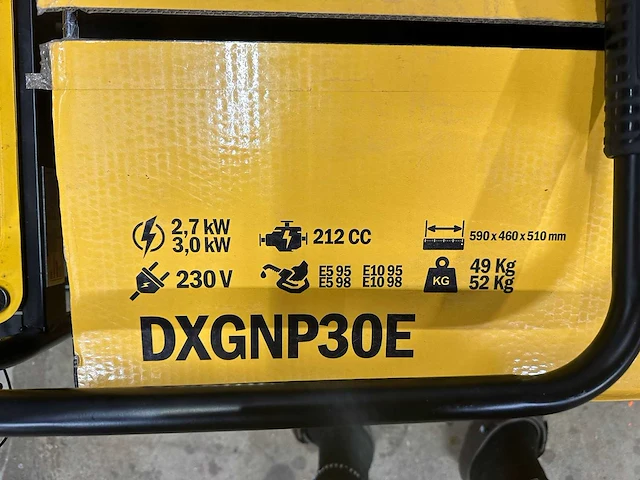 2,7 kW
3,0 kW
212 CC
590 x 460 x 510 mm
230 V
E5 95 E10 95
E5 98 E10 98
KG
49 Kg
52 Kg
DXGNP30E